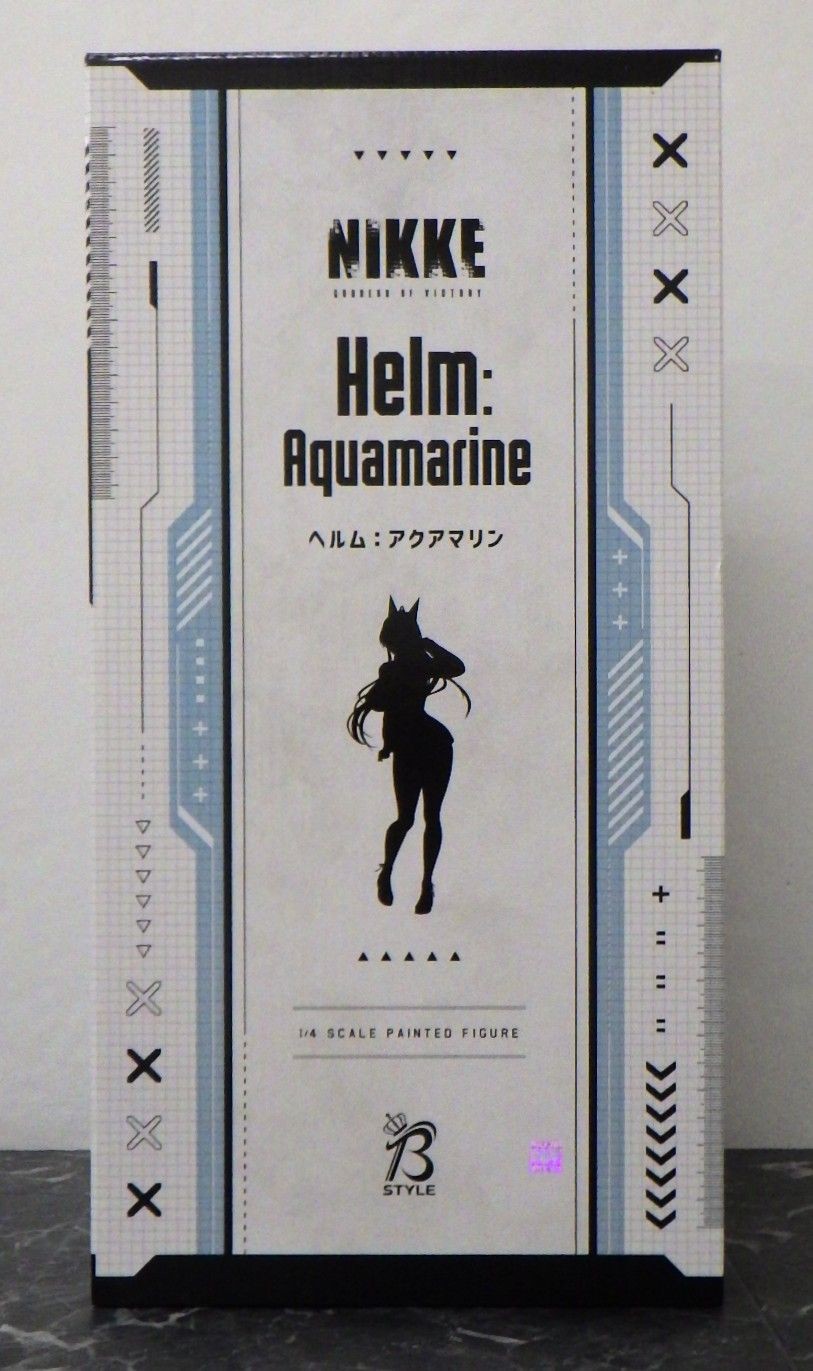 NIKKE
GODDESS OF VICTORY
Helm:
Aquamarine
ヘルム：アクアマリン
1/4 SCALE PAINTED FIGURE
B
STYLE